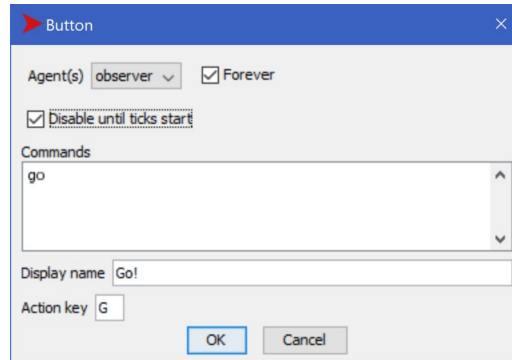 Button
Agent(s) observer Forever
Disable until ticks start
Commands
go
Display name Go!
Action key G
OK Cancel